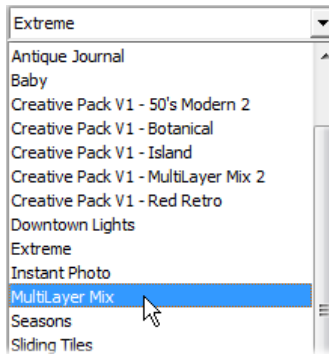 Extreme
Antique Journal
Baby
Creative Pack V1 - 50's Modern 2
Creative Pack V1 - Botanical
Creative Pack V1 - Island
Creative Pack V1 - MultiLayer Mix 2
Creative Pack V1 - Red Retro
Downtown Lights
Extreme
Instant Photo
MultiLayer Mix
Seasons
Sliding Tiles